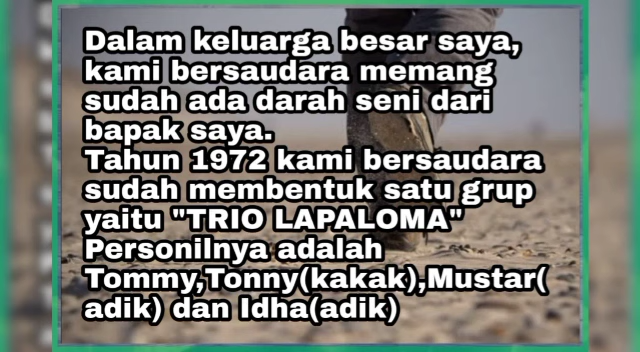 Dalam keluarga besar saya,
kami bersaudara memang
sudah ada darah seni dari
bapak saya.
Tahun 1972 kami bersaudara
sudah membentuk satu grup
yaitu "TRIO LAPALOMA"
Personilnya adalah
Tommy,Tonny(kakak),Mustar(
adik) dan Idha(adik)